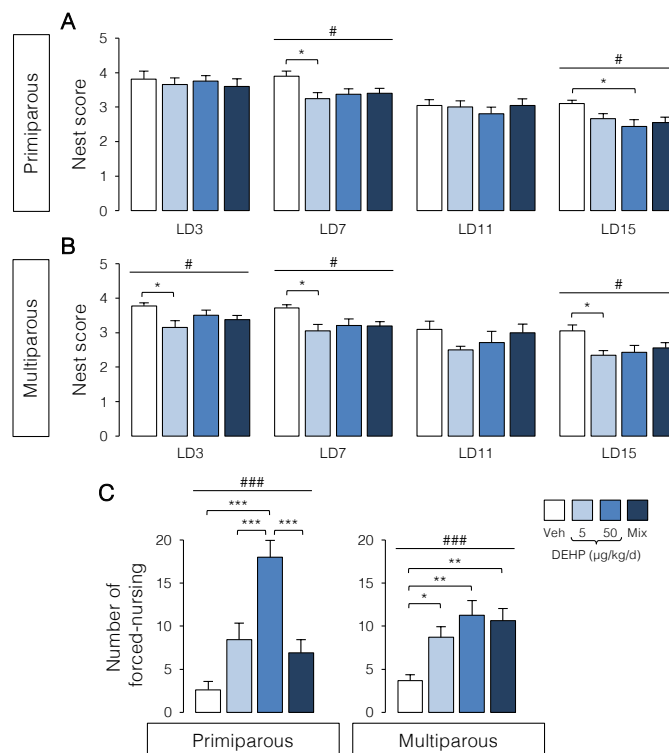 A
Primiparous
Nest score
5
4
3
2
1
0
#
*
#
*
LD3 LD7 LD11 LD15
B
Multiparous
Nest score
5
4
3
2
1
0
#
*
#
*
#
*
LD3 LD7 LD11 LD15
C
Number of
forced-nursing
20
15
10
5
0
###
***
*** ***
Primiparous
20
15
10
5
0
###
**
**
*
Multiparous
Veh 5 50 Mix
DEHP (µg/kg/d)